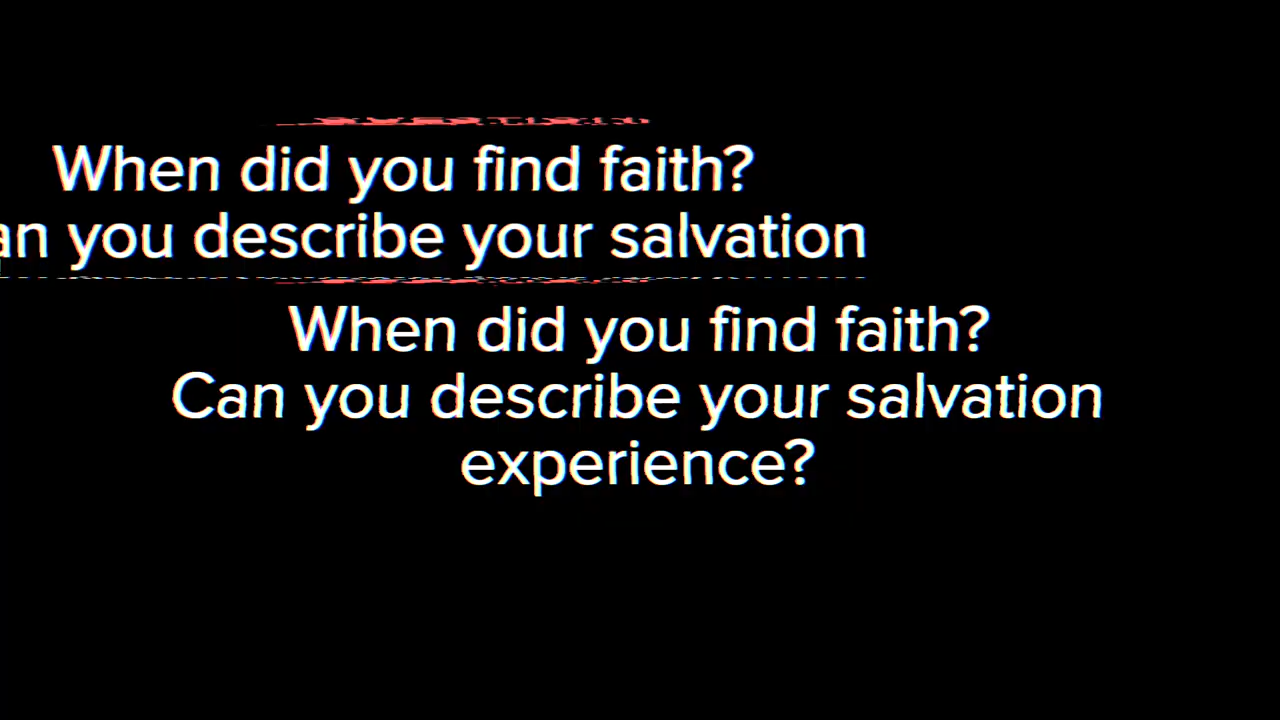 When did you find faith?
an you describe your salvation
When did you find faith?
Can you describe your salvation
experience?